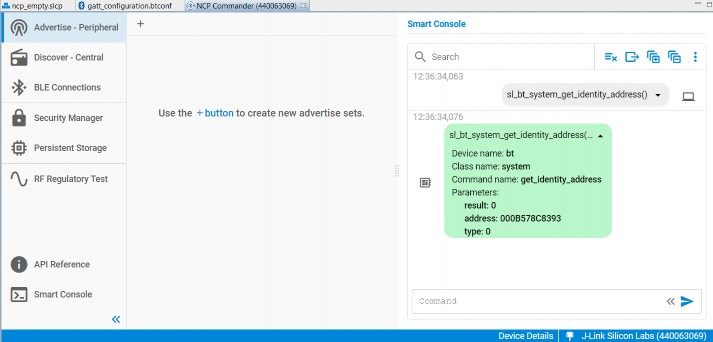 ncp_empty.slcp
gatt_configuration.btconf
NCP Commander (440063069)
Advertise - Peripheral
Discover - Central
BLE Connections
Security Manager
Persistent Storage
RF Regulatory Test
API Reference
Smart Console
«
+
Use the + button to create new advertise sets.
Smart Console
Search
12:36:34,063
sl_bt_system_get_identity_address()
12:36:34,076
sl_bt_system_get_identity_address(...
Device name: bt
Class name: system
Command name: get_identity_address
Parameters:
result: 0
address: 000B578C8393
type: 0
Command
«
Device Details
J-Link Silicon Labs (440063069)